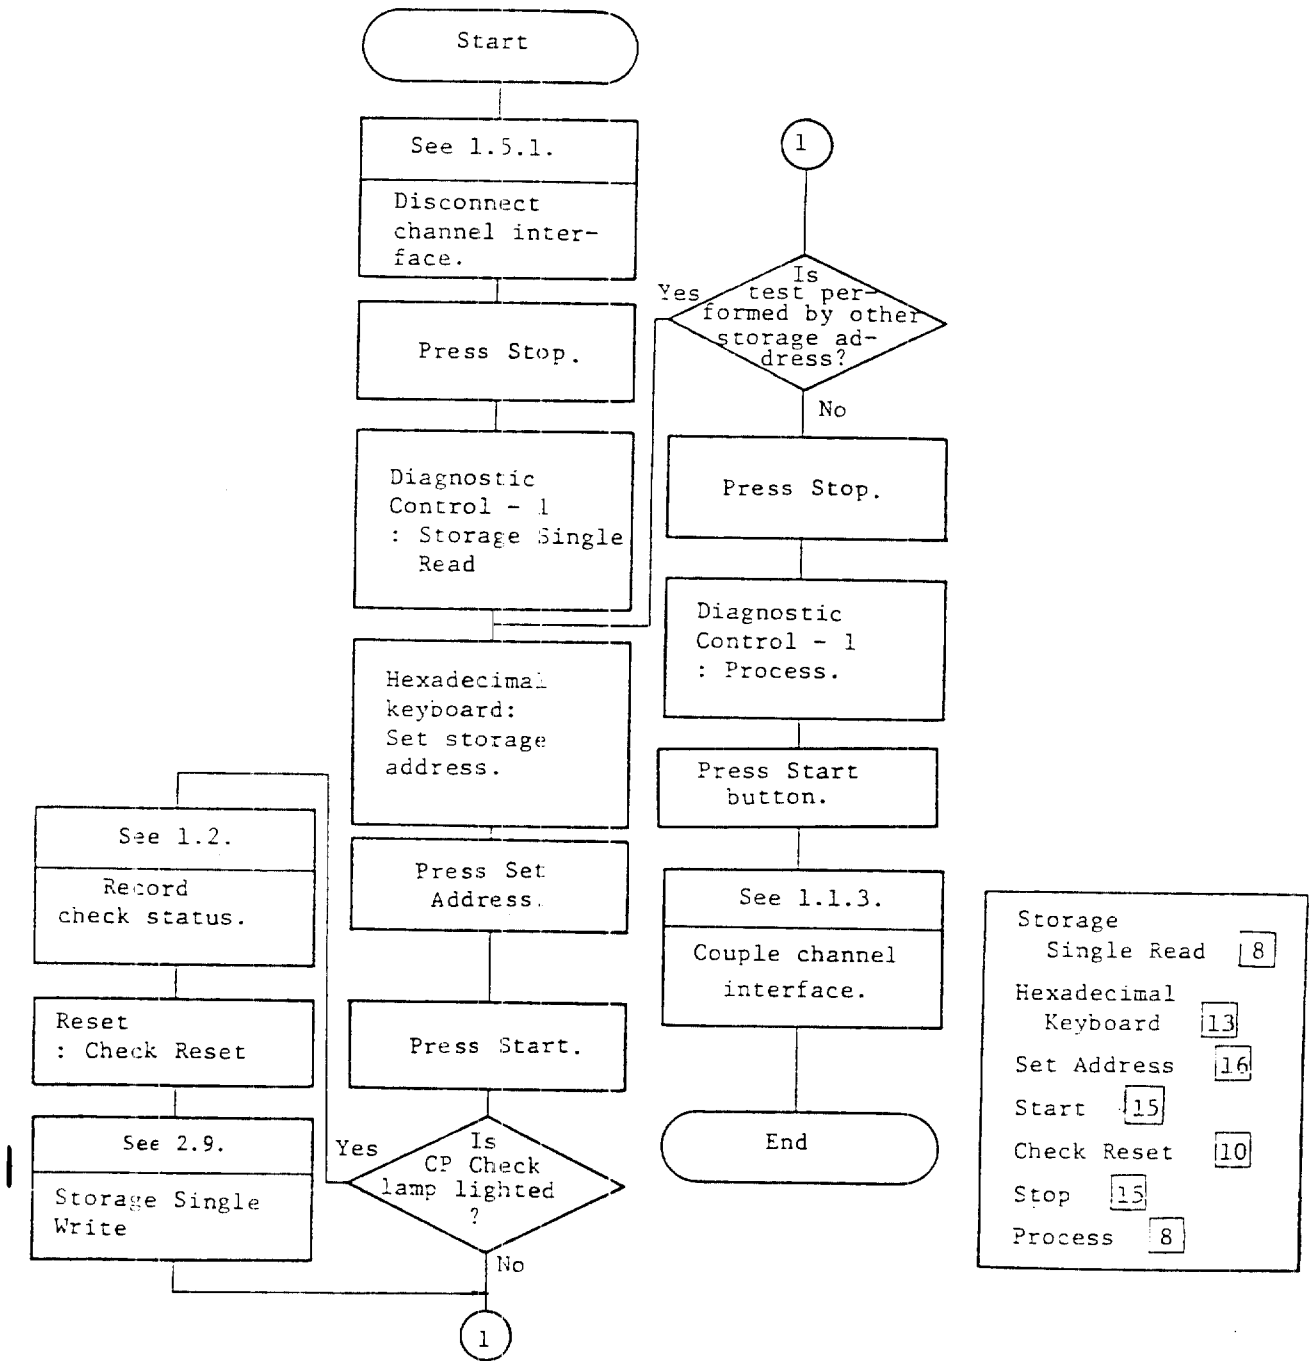 Start
See 1.5.1.
Disconnect
channel inter-
face.
Press Stop.
Diagnostic
Control - 1
: Storage Single
Read
Hexadecimal
keyboard:
Set storage
address.
Press Set
Address.
Press Start.
Is
CP Check
lamp lighted
?
Yes
No
1
See 1.2.
Record
check status.
Reset
: Check Reset
See 2.9.
Storage Single
Write
1
Is
test per-
formed by other
storage ad-
dress?
Yes
No
Press Stop.
Diagnostic
Control - 1
: Process.
Press Start
button.
See 1.1.3.
Couple channel
interface.
End
Storage
Single Read 8
Hexadecimal
Keyboard 13
Set Address 16
Start 15
Check Reset 10
Stop 15
Process 8